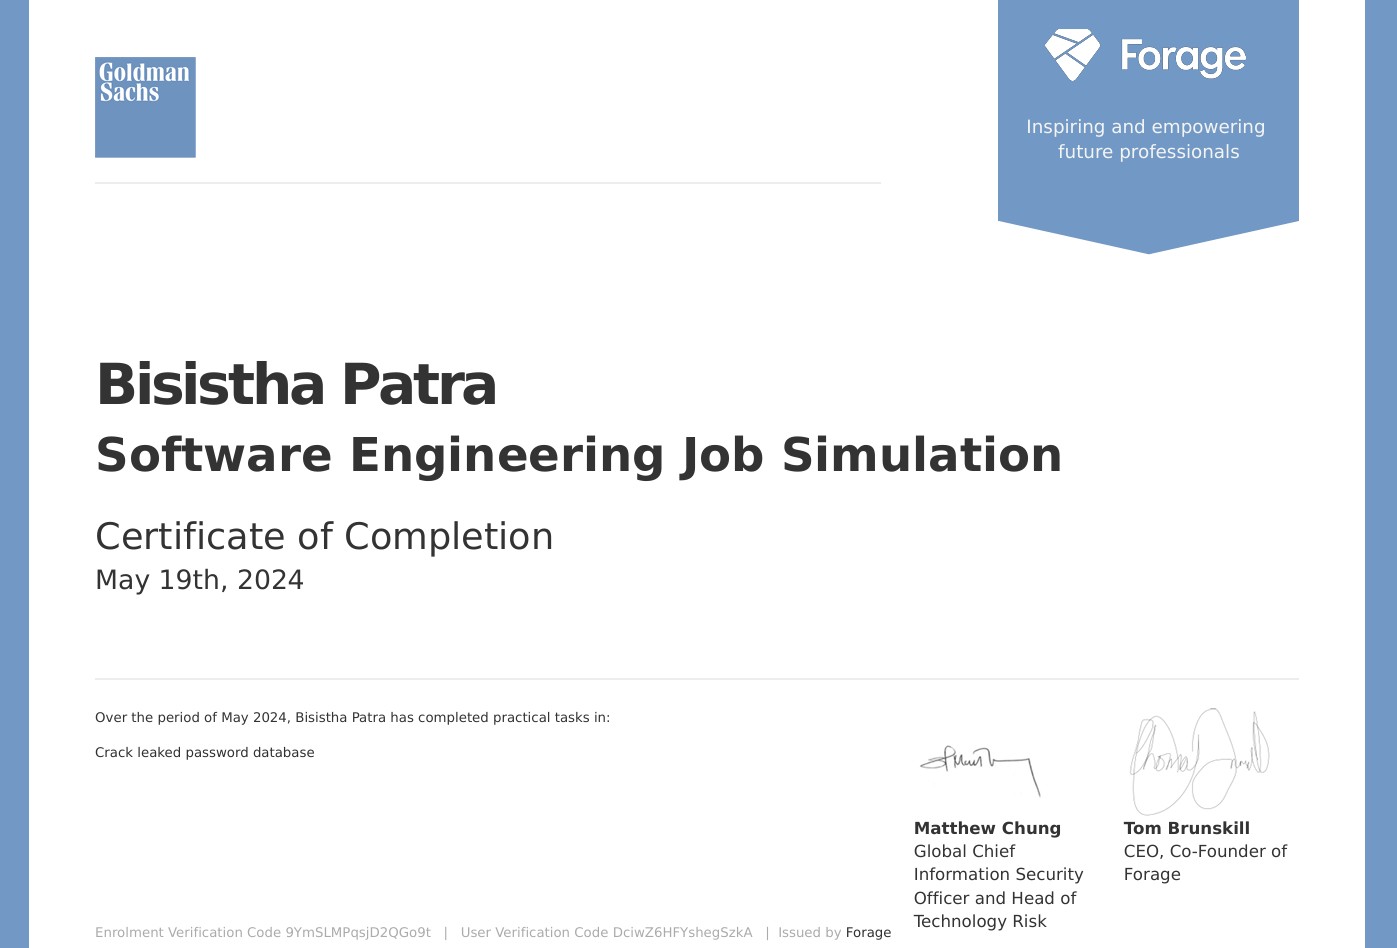 Goldman
Sachs
Forage
Inspiring and empowering
future professionals
Bisistha Patra
Software Engineering Job Simulation
Certificate of Completion
May 19th, 2024
Over the period of May 2024, Bisistha Patra has completed practical tasks in:
Crack leaked password database
Matthew Chung
Global Chief
Information Security
Officer and Head of
Technology Risk
Tom Brunskill
CEO, Co-Founder of
Forage
Enrolment Verification Code 9YmSLMPqsjD2QGo9t | User Verification Code DciwZ6HFYshegSzkA | Issued by Forage